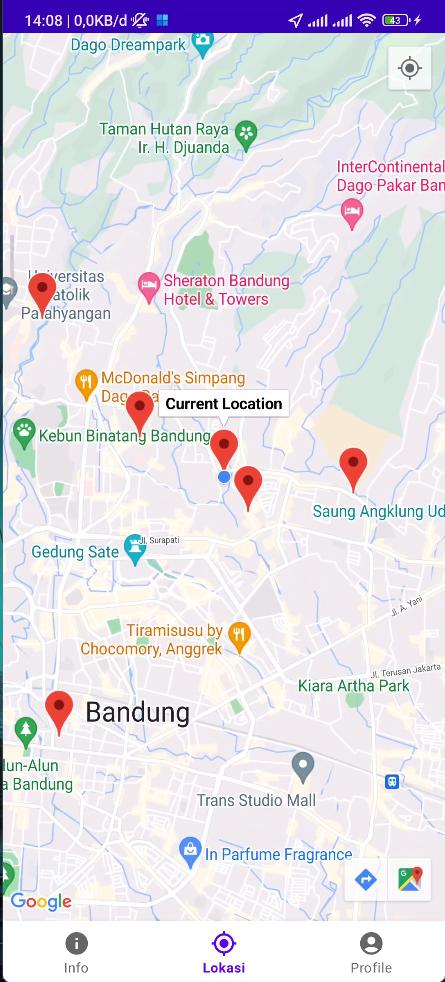 14:08 | 0,0KB/d
43
Dago Dreampark
Taman Hutan Raya
Ir. H. Djuanda
InterContinental
Dago Pakar Ban
Universitas
Katolik
Parahyangan
Sheraton Bandung
Hotel & Towers
McDonald's Simpang
Current Location
Kebun Binatang Bandung
Saung Angklung Ud
Jl. Surapati
Gedung Sate
Jl. A. Yani
Tiramisusu by
Chocomory, Anggrek
Jl. Terusan Jakarta
Kiara Artha Park
Bandung
lun-Alun
a Bandung
Trans Studio Mall
In Parfume Fragrance
Google
Info
Lokasi
Profile